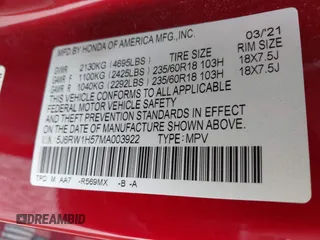 MFD BY HONDA OF AMERICA MFG.,INC. 03/'21
TIRE SIZE RIM SIZE
GVWR 2130KG (4695LBS)
GAWR F 1100KG (2425LBS) 235/60R18 103H 18X7.5J
GAWR R 1040KG (2292LBS) 235/60R18 103H 18X7.5J
THIS VEHICLE CONFORMS TO ALL APPLICABLE
FEDERAL MOTOR VEHICLE SAFETY AND
THEFT PREVENTION STANDARDS IN EFFECT ON THE
DATE OF MANUFACTURE SHOWN ABOVE.
5J6RW1H57MA003922 TYPE: MPV
AA7 -R569MX -B -A
DREAMBID